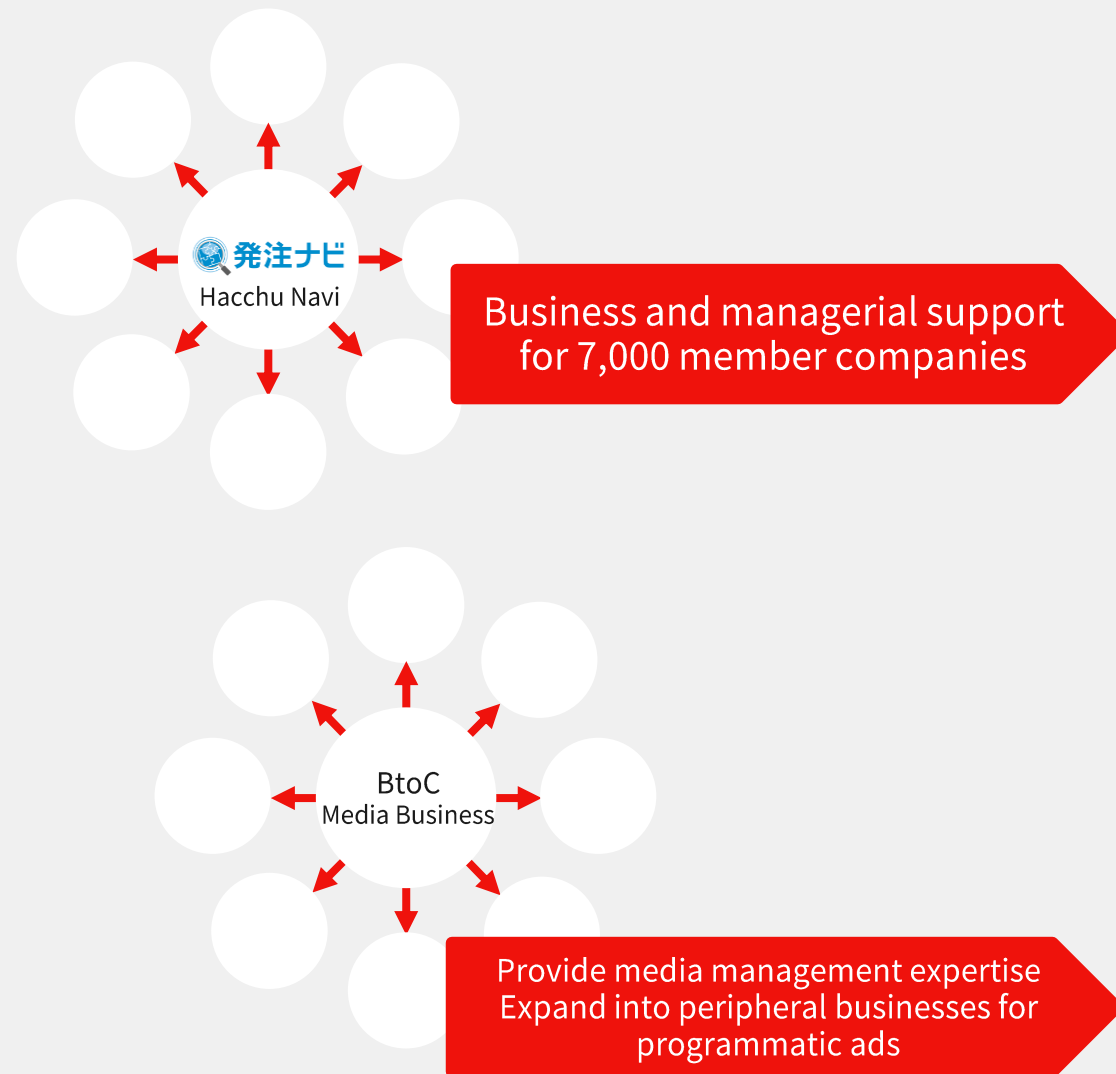 発注ナビ
Hacchu Navi
Business and managerial support
for 7,000 member companies
BtoC
Media Business
Provide media management expertise
Expand into peripheral businesses for
programmatic ads